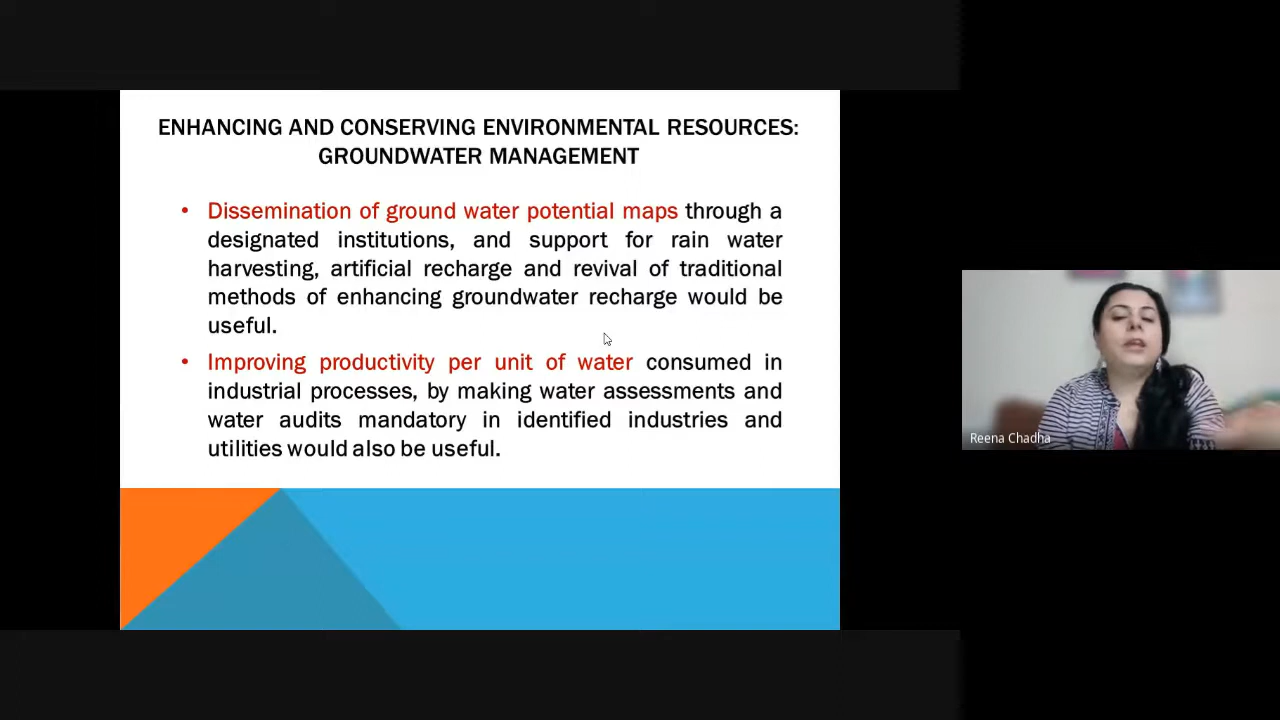 ENHANCING AND CONSERVING ENVIRONMENTAL RESOURCES:
GROUNDWATER MANAGEMENT
• Dissemination of ground water potential maps through a
designated institutions, and support for rain water
harvesting, artificial recharge and revival of traditional
methods of enhancing groundwater recharge would be
useful.
• Improving productivity per unit of water consumed in
industrial processes, by making water assessments and
water audits mandatory in identified industries and
utilities would also be useful.
Reena Chadha